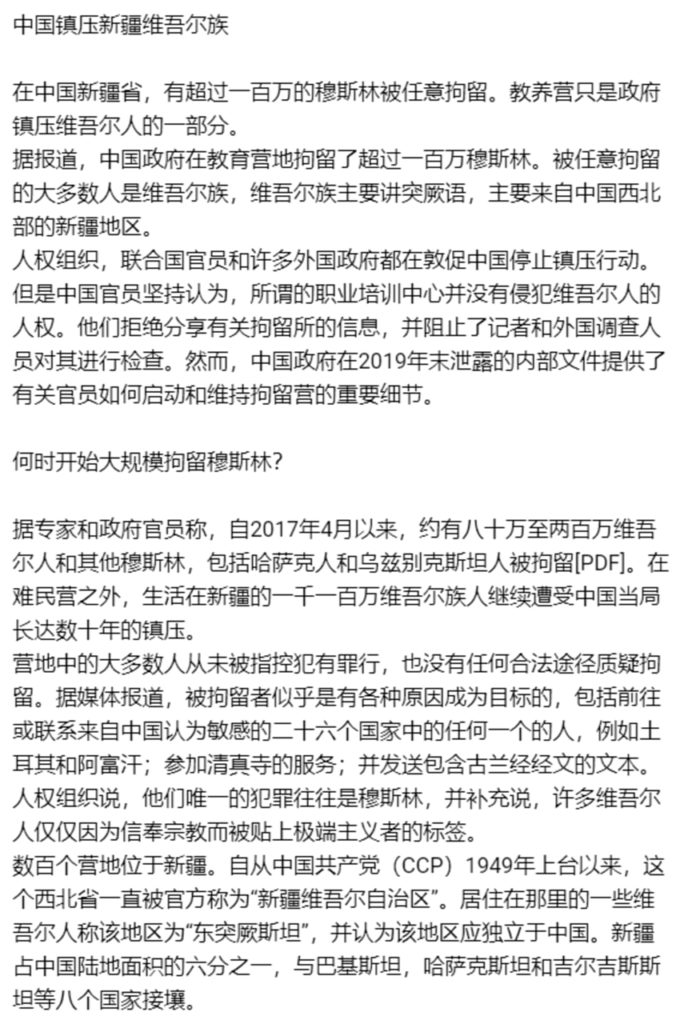 中国镇压新疆维吾尔族
在中国新疆省，有超过一百万的穆斯林被任意拘留。教养营只是政府
镇压维吾尔人的一部分。
据报道，中国政府在教育营地拘留了超过一百万穆斯林。被任意拘留
的大多数人是维吾尔族，维吾尔族主要讲突厥语，主要来自中国西北
部的新疆地区。
人权组织，联合国官员和许多外国政府都在敦促中国停止镇压行动。
但是中国官员坚持认为，所谓的职业培训中心并没有侵犯维吾尔人的
人权。他们拒绝分享有关拘留所的信息，并阻止了记者和外国调查人
员对其进行检查。然而，中国政府在2019年末泄露的内部文件提供了
有关官员如何启动和维持拘留营的重要细节。
何时开始大规模拘留穆斯林？
据专家和政府官员称，自2017年4月以来，约有八十万至两百万维吾
尔人和其他穆斯林，包括哈萨克人和乌兹别克斯坦人被拘留[PDF]。在
难民营之外，生活在新疆的一千一百万维吾尔族人继续遭受中国当局
长达数十年的镇压。
营地中的大多数人从未被指控犯有罪行，也没有任何合法途径质疑拘
留。据媒体报道，被拘留者似乎是有各种原因成为目标的，包括前往
或联系来自中国认为敏感的二十六个国家中的任何一个的人，例如土
耳其和阿富汗；参加清真寺的服务；并发送包含古兰经经文的文本。
人权组织说，他们唯一的犯罪往往是穆斯林，并补充说，许多维吾尔
人仅仅因为信奉宗教而被贴上极端主义者的标签。
数百个营地位于新疆。自从中国共产党（CCP）1949年上台以来，这
个西北省一直被官方称为“新疆维吾尔自治区”。居住在那里的一些维
吾尔人称该地区为“东突厥斯坦”，并认为该地区应独立于中国。新疆
占中国陆地面积的六分之一，与巴基斯坦，哈萨克斯坦和吉尔吉斯斯
坦等八个国家接壤。